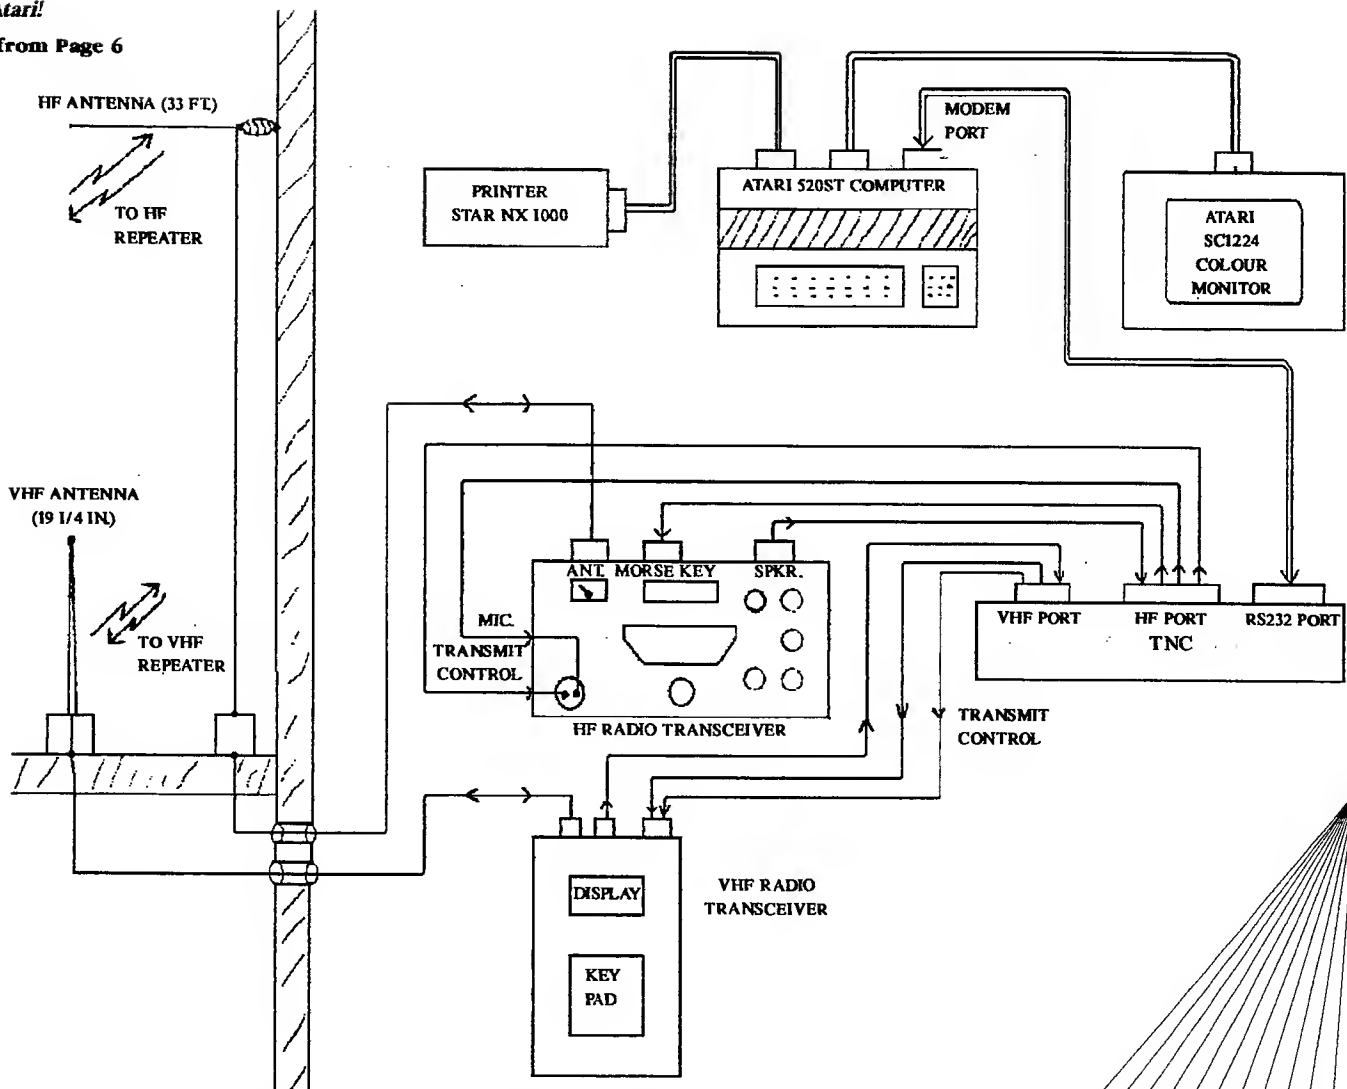 Atari!
from Page 6
HF ANTENNA (33 FT.)
TO HF
REPEATER
PRINTER
STAR NX 1000
MODEM
PORT
ATARI 520ST COMPUTER
ATARI
SC1224
COLOUR
MONITOR
VHF ANTENNA
(19 1/4 IN.)
TO VHF
REPEATER
ANT.
MORSE KEY
SPKR.
MIC.
TRANSMIT
CONTROL
HF RADIO TRANSCEIVER
VHF PORT
HF PORT
RS232 PORT
TNC
TRANSMIT
CONTROL
DISPLAY
KEY
PAD
VHF RADIO
TRANSCEIVER